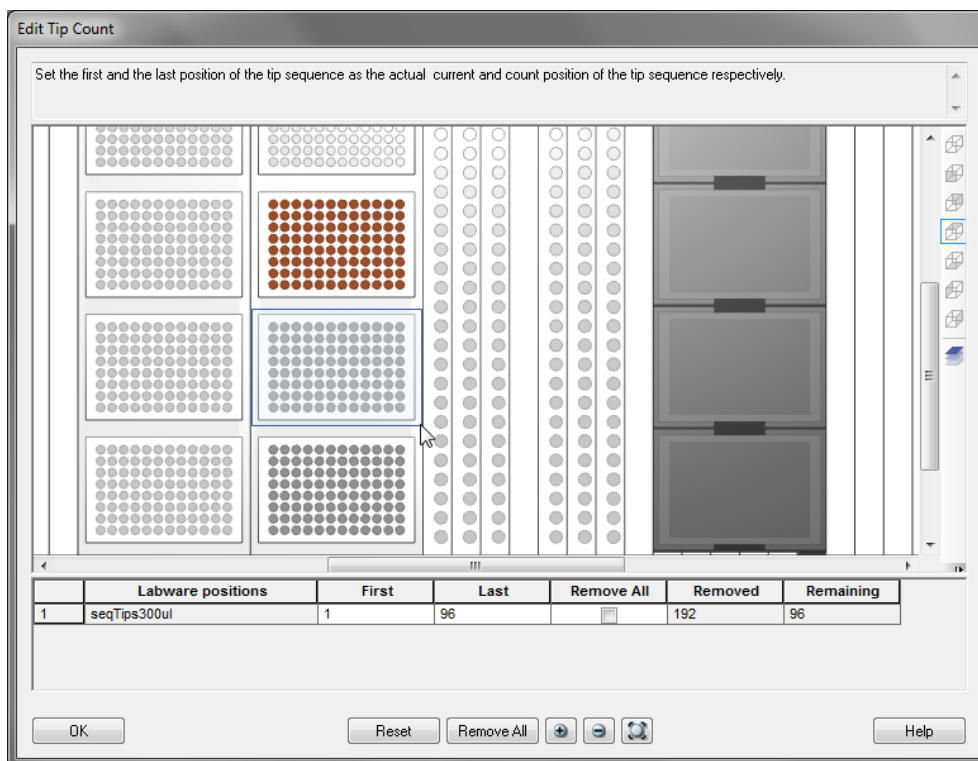 Edit Tip Count
Set the first and the last position of the tip sequence as the actual current and count position of the tip sequence respectively.
Labware positions First Last Remove All Removed Remaining
1 seqTips300ul 1 96 192 96
OK Reset Remove All Help